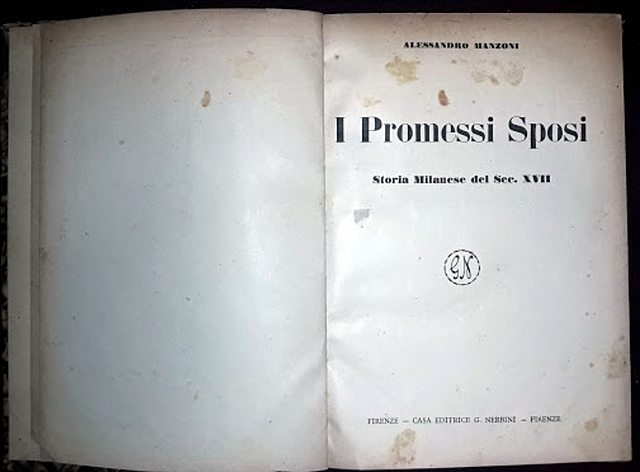 ALESSANDRO MANZONI
I Promessi Sposi
Storia Milanese del Sec. XVII
GN
FIRENZE — CASA EDITRICE G. NERBINI — FIRENZE